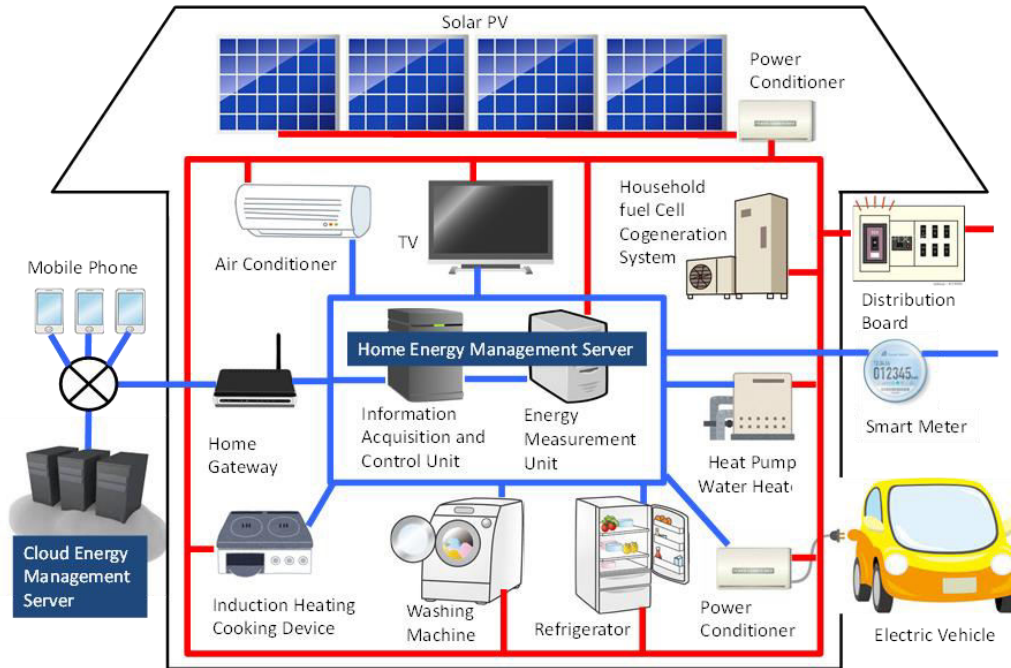 Solar PV
Power
Conditioner
Household
fuel Cell
Cogeneration
System
Air Conditioner
TV
Mobile Phone
Distribution
Board
Home Energy Management Server
012345
Information
Acquisition and
Control Unit
Energy
Measurement
Unit
Home
Gateway
Smart Meter
Heat Pump
Water Heate
Cloud Energy
Management
Server
Induction Heating
Cooking Device
Washing
Machine
Refrigerator
Power
Conditioner
Electric Vehicle